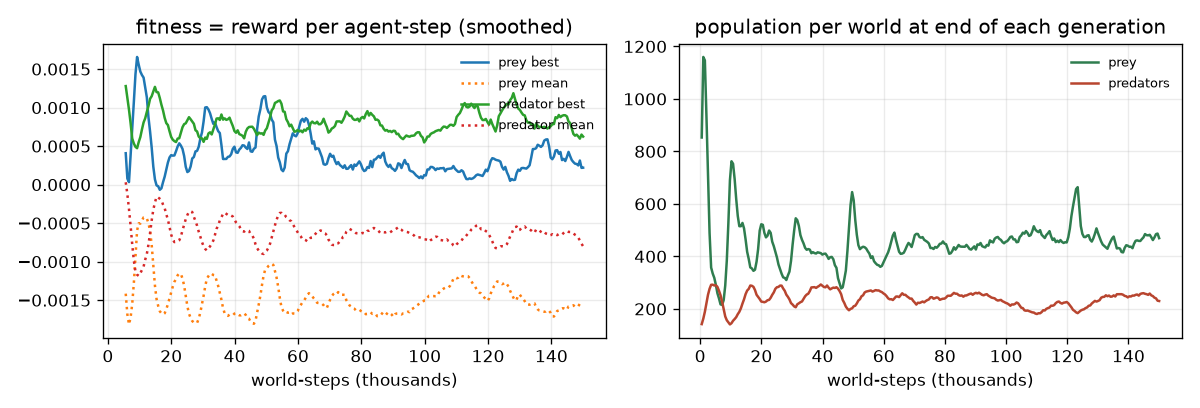 fitness = reward per agent-step (smoothed)
0.0015
0.0010
0.0005
0.0000
−0.0005
−0.0010
−0.0015
prey best
prey mean
predator best
predator mean
0 20 40 60 80 100 120 140
world-steps (thousands)
population per world at end of each generation
1200
1000
800
600
400
200
prey
predators
0 20 40 60 80 100 120 140
world-steps (thousands)